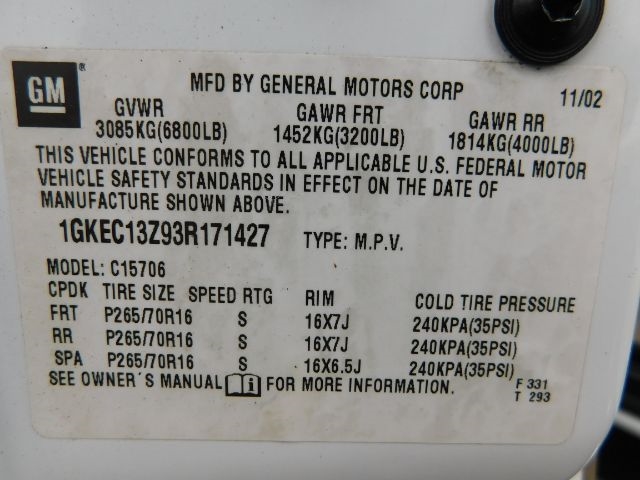 GM®
MFD BY GENERAL MOTORS CORP 11/02
GVWR GAWR FRT GAWR RR
3085KG(6800LB) 1452KG(3200LB) 1814KG(4000LB)
THIS VEHICLE CONFORMS TO ALL APPLICABLE U.S. FEDERAL MOTOR
VEHICLE SAFETY STANDARDS IN EFFECT ON THE DATE OF
MANUFACTURE SHOWN ABOVE.
1GKEC13Z93R171427 TYPE: M.P.V.
MODEL: C15706
CPDK TIRE SIZE SPEED RTG RIM COLD TIRE PRESSURE
FRT P265/70R16 S 16X7J 240KPA(35PSI)
RR P265/70R16 S 16X7J 240KPA(35PSI)
SPA P265/70R16 S 16X6.5J 240KPA(35PSI)
SEE OWNER'S MANUAL i FOR MORE INFORMATION.
F 331
T 293